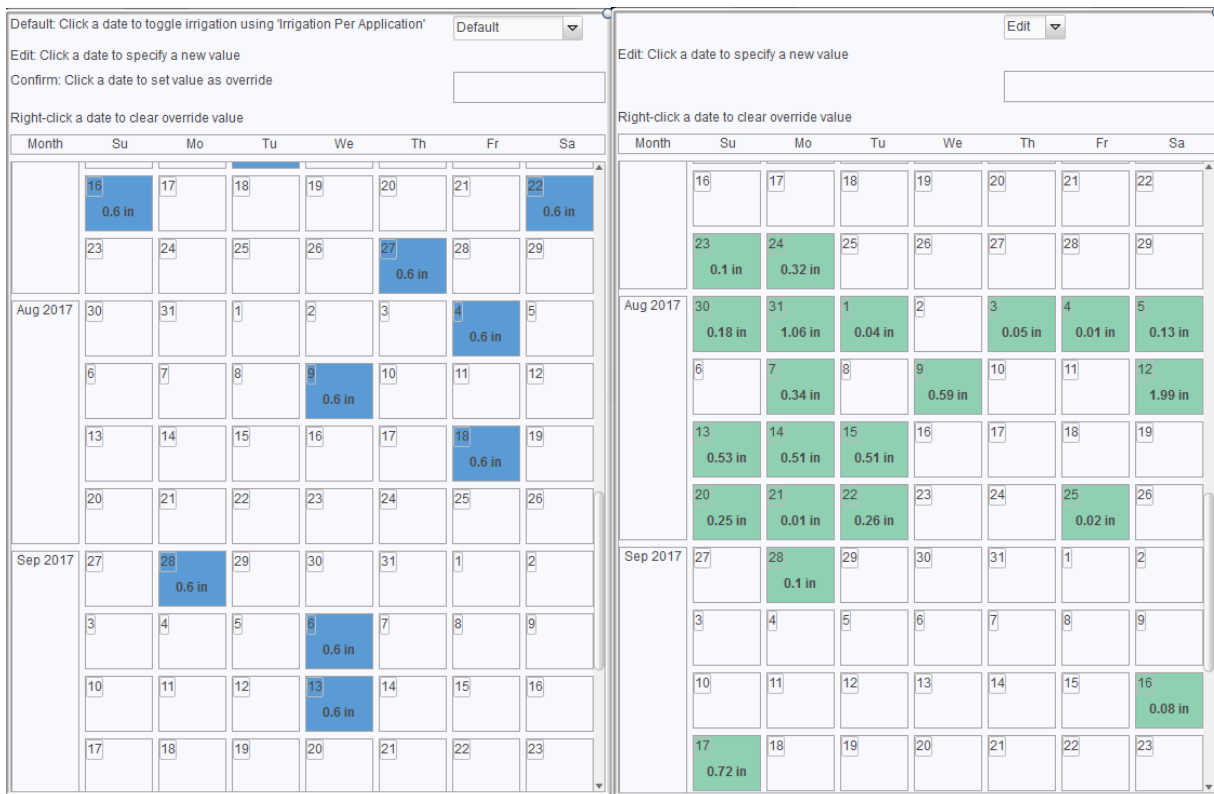 Default: Click a date to toggle irrigation using 'Irrigation Per Application' Default
Edit: Click a date to specify a new value
Confirm: Click a date to set value as override
Right-click a date to clear override value
Month Su Mo Tu We Th Fr Sa
16 17 18 19 20 21 22
0.6 in 0.6 in
23 24 25 26 27 28 29
0.6 in
Aug 2017 30 31 1 2 3 4 5
0.6 in
6 7 8 9 10 11 12
0.6 in
13 14 15 16 17 18 19
0.6 in
20 21 22 23 24 25 26
Sep 2017 27 28 29 30 31 1 2
0.6 in
3 4 5 6 7 8 9
0.6 in
10 11 12 13 14 15 16
0.6 in
17 18 19 20 21 22 23
Edit
Edit: Click a date to specify a new value
Right-click a date to clear override value
Month Su Mo Tu We Th Fr Sa
16 17 18 19 20 21 22
23 24 25 26 27 28 29
0.1 in 0.32 in
Aug 2017 30 31 1 2 3 4 5
0.18 in 1.06 in 0.04 in 0.05 in 0.01 in 0.13 in
6 7 8 9 10 11 12
0.34 in 0.59 in 1.99 in
13 14 15 16 17 18 19
0.53 in 0.51 in 0.51 in
20 21 22 23 24 25 26
0.25 in 0.01 in 0.26 in 0.02 in
Sep 2017 27 28 29 30 31 1 2
0.1 in
3 4 5 6 7 8 9
10 11 12 13 14 15 16
0.08 in
17 18 19 20 21 22 23
0.72 in